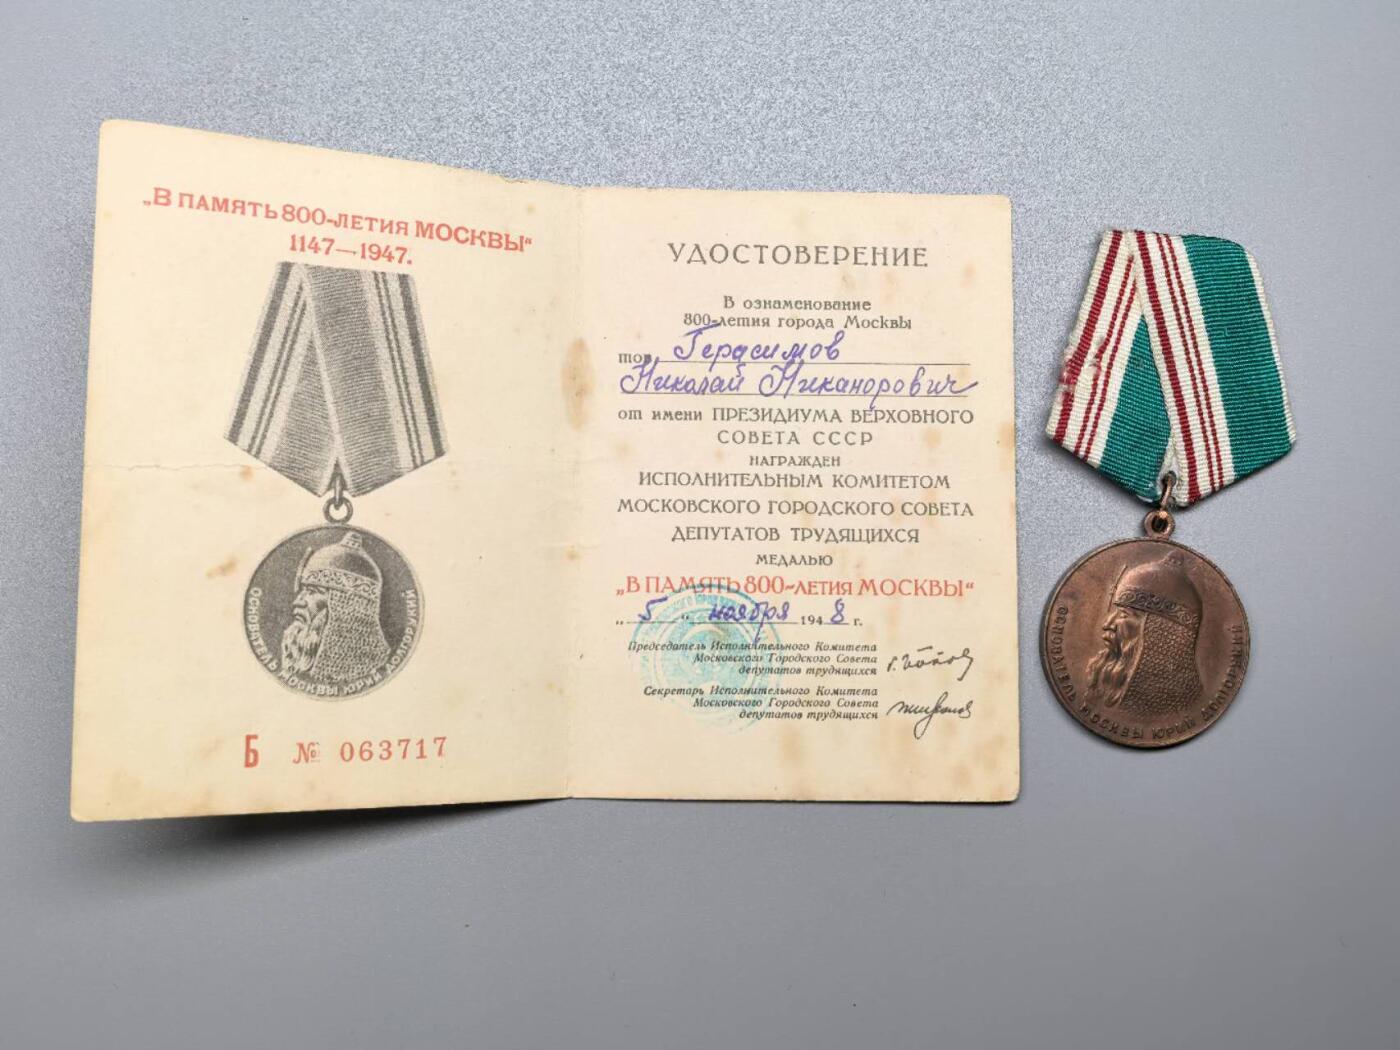 „В ПАМЯТЬ 800-ЛЕТИЯ МОСКВЫ“
1147—1947.
ОСНОВАТЕЛЬ МОСКВЫ ЮРИЙ ДОЛГОРУКИЙ
Б № 063717
УДОСТОВЕРЕНИЕ
В ознаменование
800-летия города Москвы
тов. Герасимов
Николай Никанорович
от имени ПРЕЗИДИУМА ВЕРХОВНОГО
СОВЕТА СССР
НАГРАЖДЕН
ИСПОЛНИТЕЛЬНЫМ КОМИТЕТОМ
МОСКОВСКОГО ГОРОДСКОГО СОВЕТА
ДЕПУТАТОВ ТРУДЯЩИХСЯ
МЕДАЛЬЮ
„В ПАМЯТЬ 800-ЛЕТИЯ МОСКВЫ“
„5“ ноября 1948 г.
Председатель Исполнительного Комитета
Московского Городского Совета
депутатов трудящихся
Секретарь Исполнительного Комитета
Московского Городского Совета
депутатов трудящихся
ОСНОВАТЕЛЬ МОСКВЫ ЮРИЙ ДОЛГОРУКИЙ